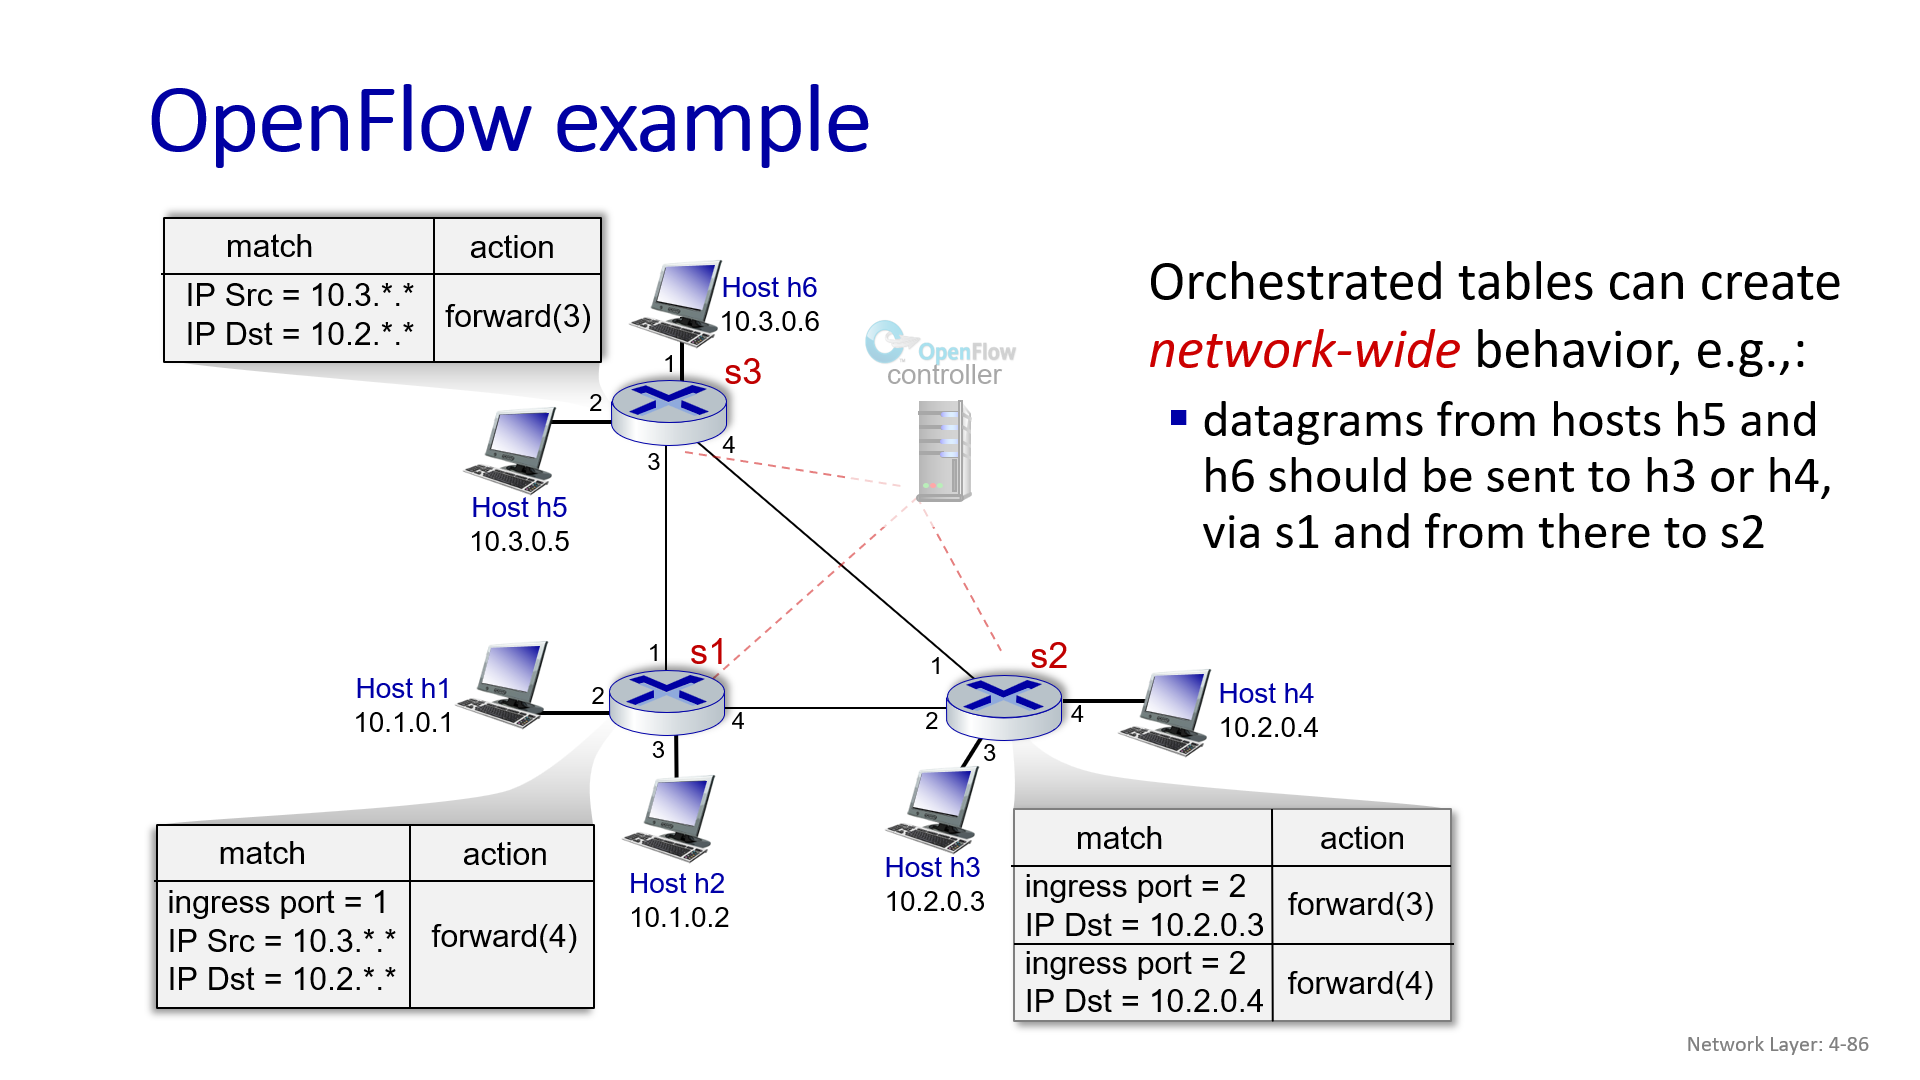 OpenFlow example
match action
IP Src = 10.3.*.*
IP Dst = 10.2.*.*
forward(3)
Host h6
10.3.0.6
1
s3
2
3
4
OpenFlow
controller
Host h5
10.3.0.5
Orchestrated tables can create
network-wide behavior, e.g.,:
datagrams from hosts h5 and
h6 should be sent to h3 or h4,
via s1 and from there to s2
1
s1
Host h1
10.1.0.1
2
3
4
Host h2
10.1.0.2
1
s2
2
3
4
Host h4
10.2.0.4
Host h3
10.2.0.3
match action
ingress port = 1
IP Src = 10.3.*.*
IP Dst = 10.2.*.*
forward(4)
match action
ingress port = 2
IP Dst = 10.2.0.3
forward(3)
ingress port = 2
IP Dst = 10.2.0.4
forward(4)
Network Layer: 4-86